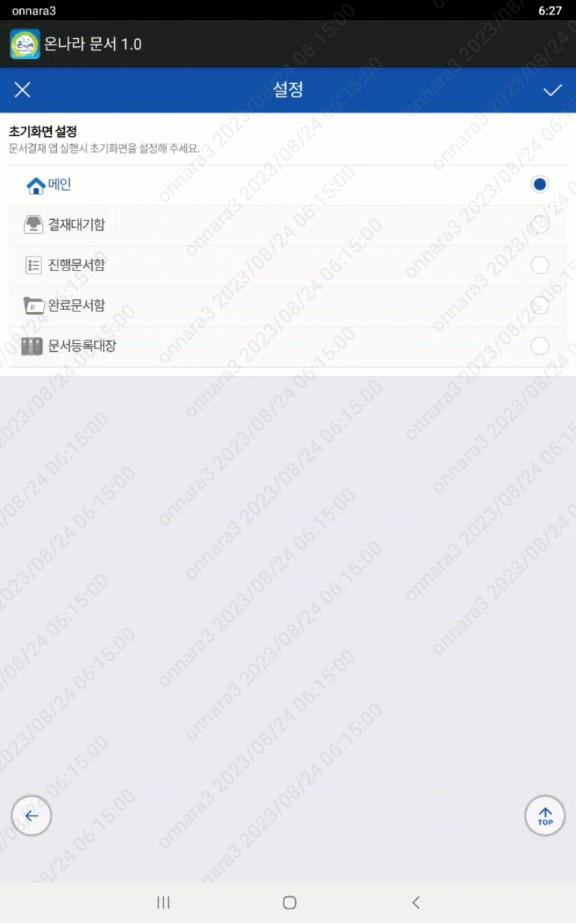 onnara3 6:27
온나라 문서 1.0
설정
초기화면 설정
문서결재 앱 실행시 초기화면을 설정해 주세요.
메인
결재대기함
진행문서함
완료문서함
문서등록대장
TOP
onnara3 2023/08/24 06:15:00